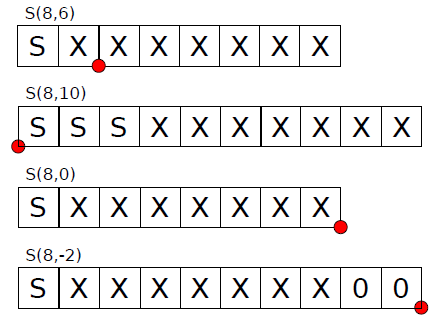 S(8,6)
S X X X X X X X
S(8,10)
S S S X X X X X X X
S(8,0)
S X X X X X X X
S(8,-2)
S X X X X X X X 0 0